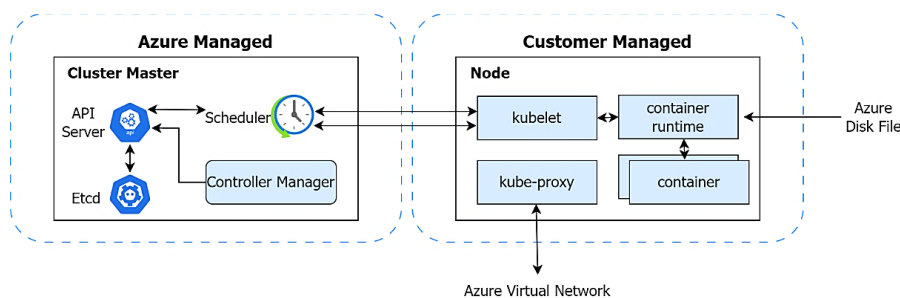 Azure Managed
Cluster Master
API
Server
api
Scheduler
Etcd
Controller Manager
Customer Managed
Node
kubelet
container
runtime
kube-proxy
container
Azure
Disk File
Azure Virtual Network